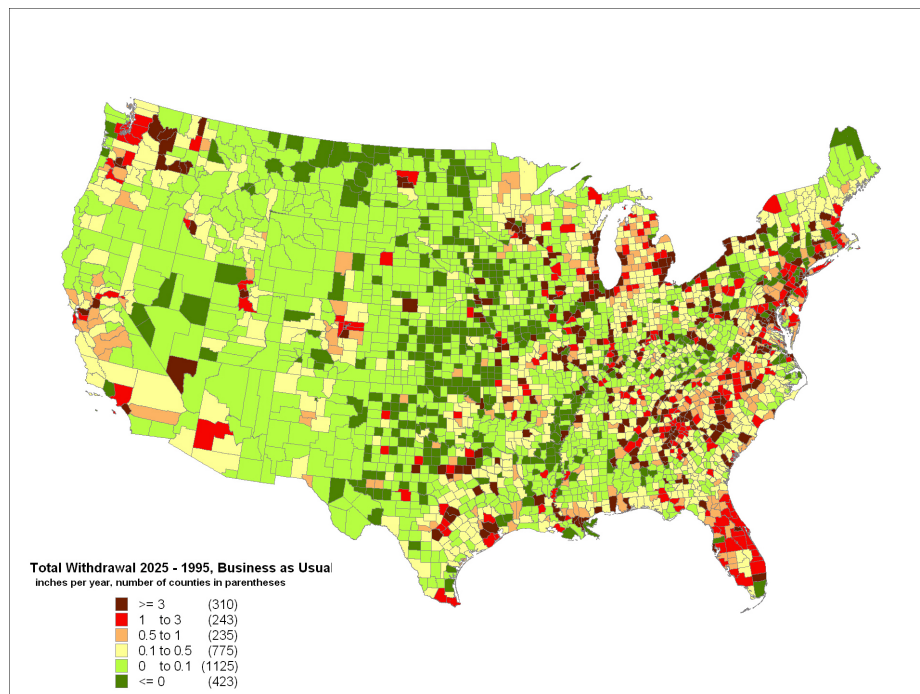 Total Withdrawal 2025 - 1995, Business as Usua
inches per year, number of counties in parentheses
>= 3 (310)
1 to 3 (243)
0.5 to 1 (235)
0.1 to 0.5 (775)
0 to 0.1 (1125)
<= 0 (423)